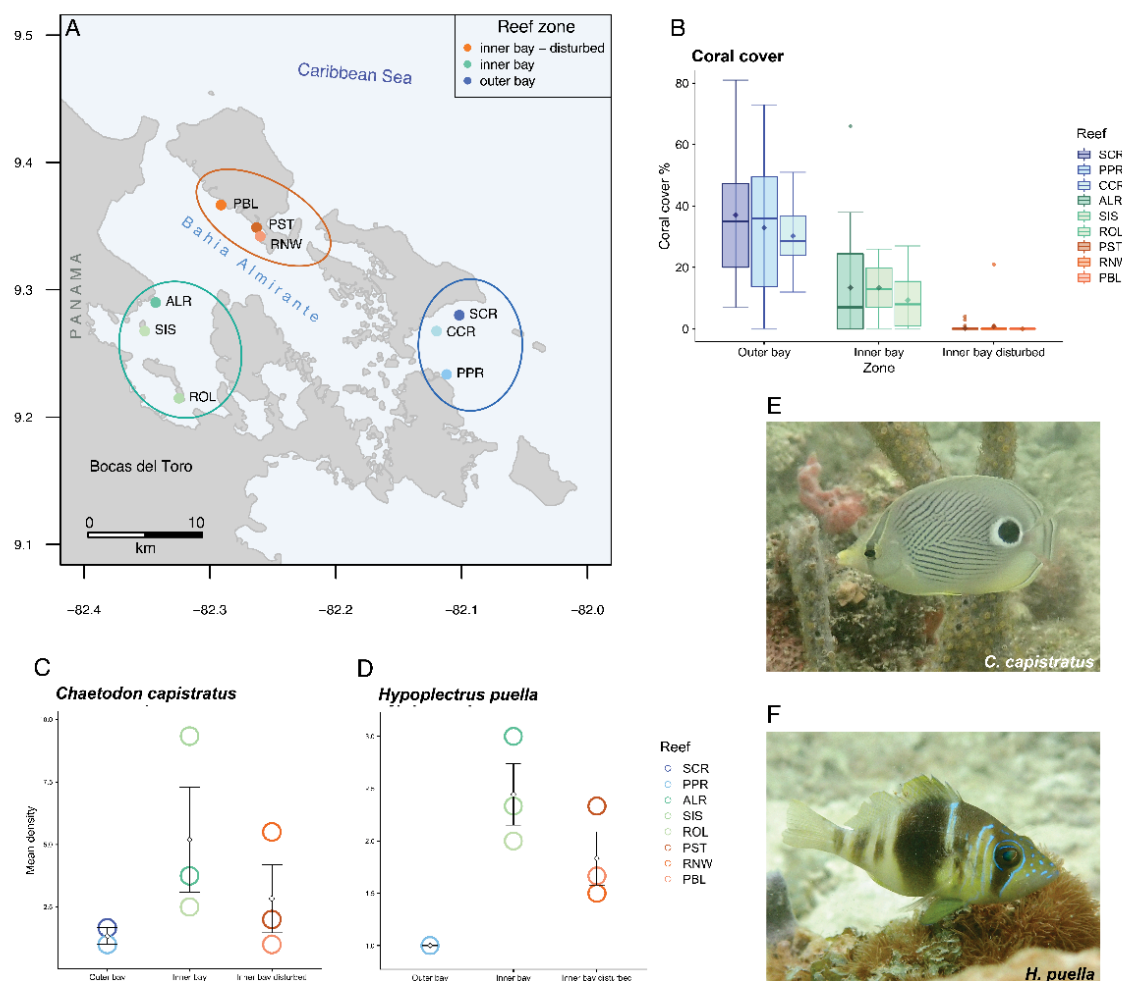 A
Reef zone
inner bay – disturbed
inner bay
outer bay
Caribbean Sea
PBL
PST
RNW
Bahia Almirante
PANAMA
ALR
SIS
ROL
SCR
CCR
PPR
Bocas del Toro
0 10
km
9.5
9.4
9.3
9.2
9.1
−82.4 −82.3 −82.2 −82.1 −82.0
B
Coral cover
Coral cover %
80
60
40
20
0
Outer bay Inner bay Inner bay disturbed
Zone
Reef
SCR
PPR
CCR
ALR
SIS
ROL
PST
RNW
PBL
E
C. capistratus
C
Chaetodon capistratus
Mean density
7.5
5.0
2.5
Outer bay Inner bay Inner bay disturbed
D
Hypoplectrus puella
3.0
2.5
2.0
1.5
1.0
Outer bay Inner bay Inner bay disturbed
Reef
SCR
PPR
ALR
SIS
ROL
PST
RNW
PBL
F
H. puella